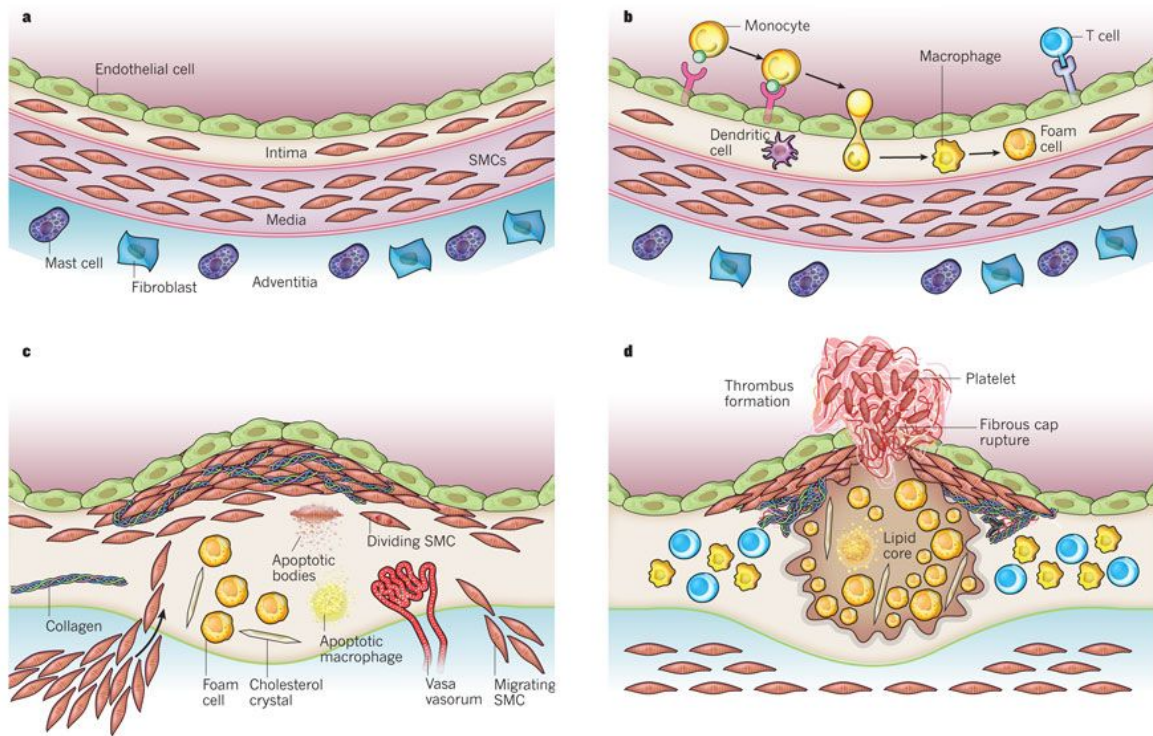 a
Endothelial cell
Intima
SMCs
Media
Mast cell
Fibroblast
Adventitia
b
Monocyte
Macrophage
T cell
Dendritic
cell
Foam
cell
c
Apoptotic
bodies
Dividing SMC
Collagen
Apoptotic
macrophage
Foam
cell
Cholesterol
crystal
Vasa
vasorum
Migrating
SMC
d
Thrombus
formation
Platelet
Fibrous cap
rupture
Lipid
core